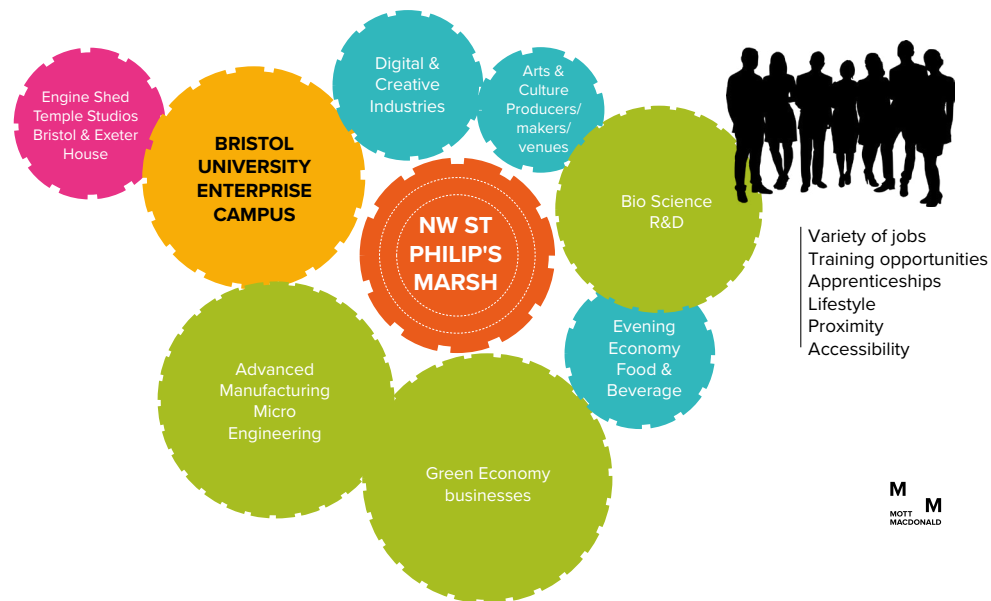 Engine Shed
Temple Studios
Bristol & Exeter
House
BRISTOL
UNIVERSITY
ENTERPRISE
CAMPUS
Digital &
Creative
Industries
Arts &
Culture
Producers/
makers/
venues
NW ST
PHILIP'S
MARSH
Bio Science
R&D
Variety of jobs
Training opportunities
Apprenticeships
Lifestyle
Proximity
Accessibility
Evening
Economy
Food &
Beverage
Advanced
Manufacturing
Micro
Engineering
Green Economy
businesses
M
M
MOTT
MACDONALD